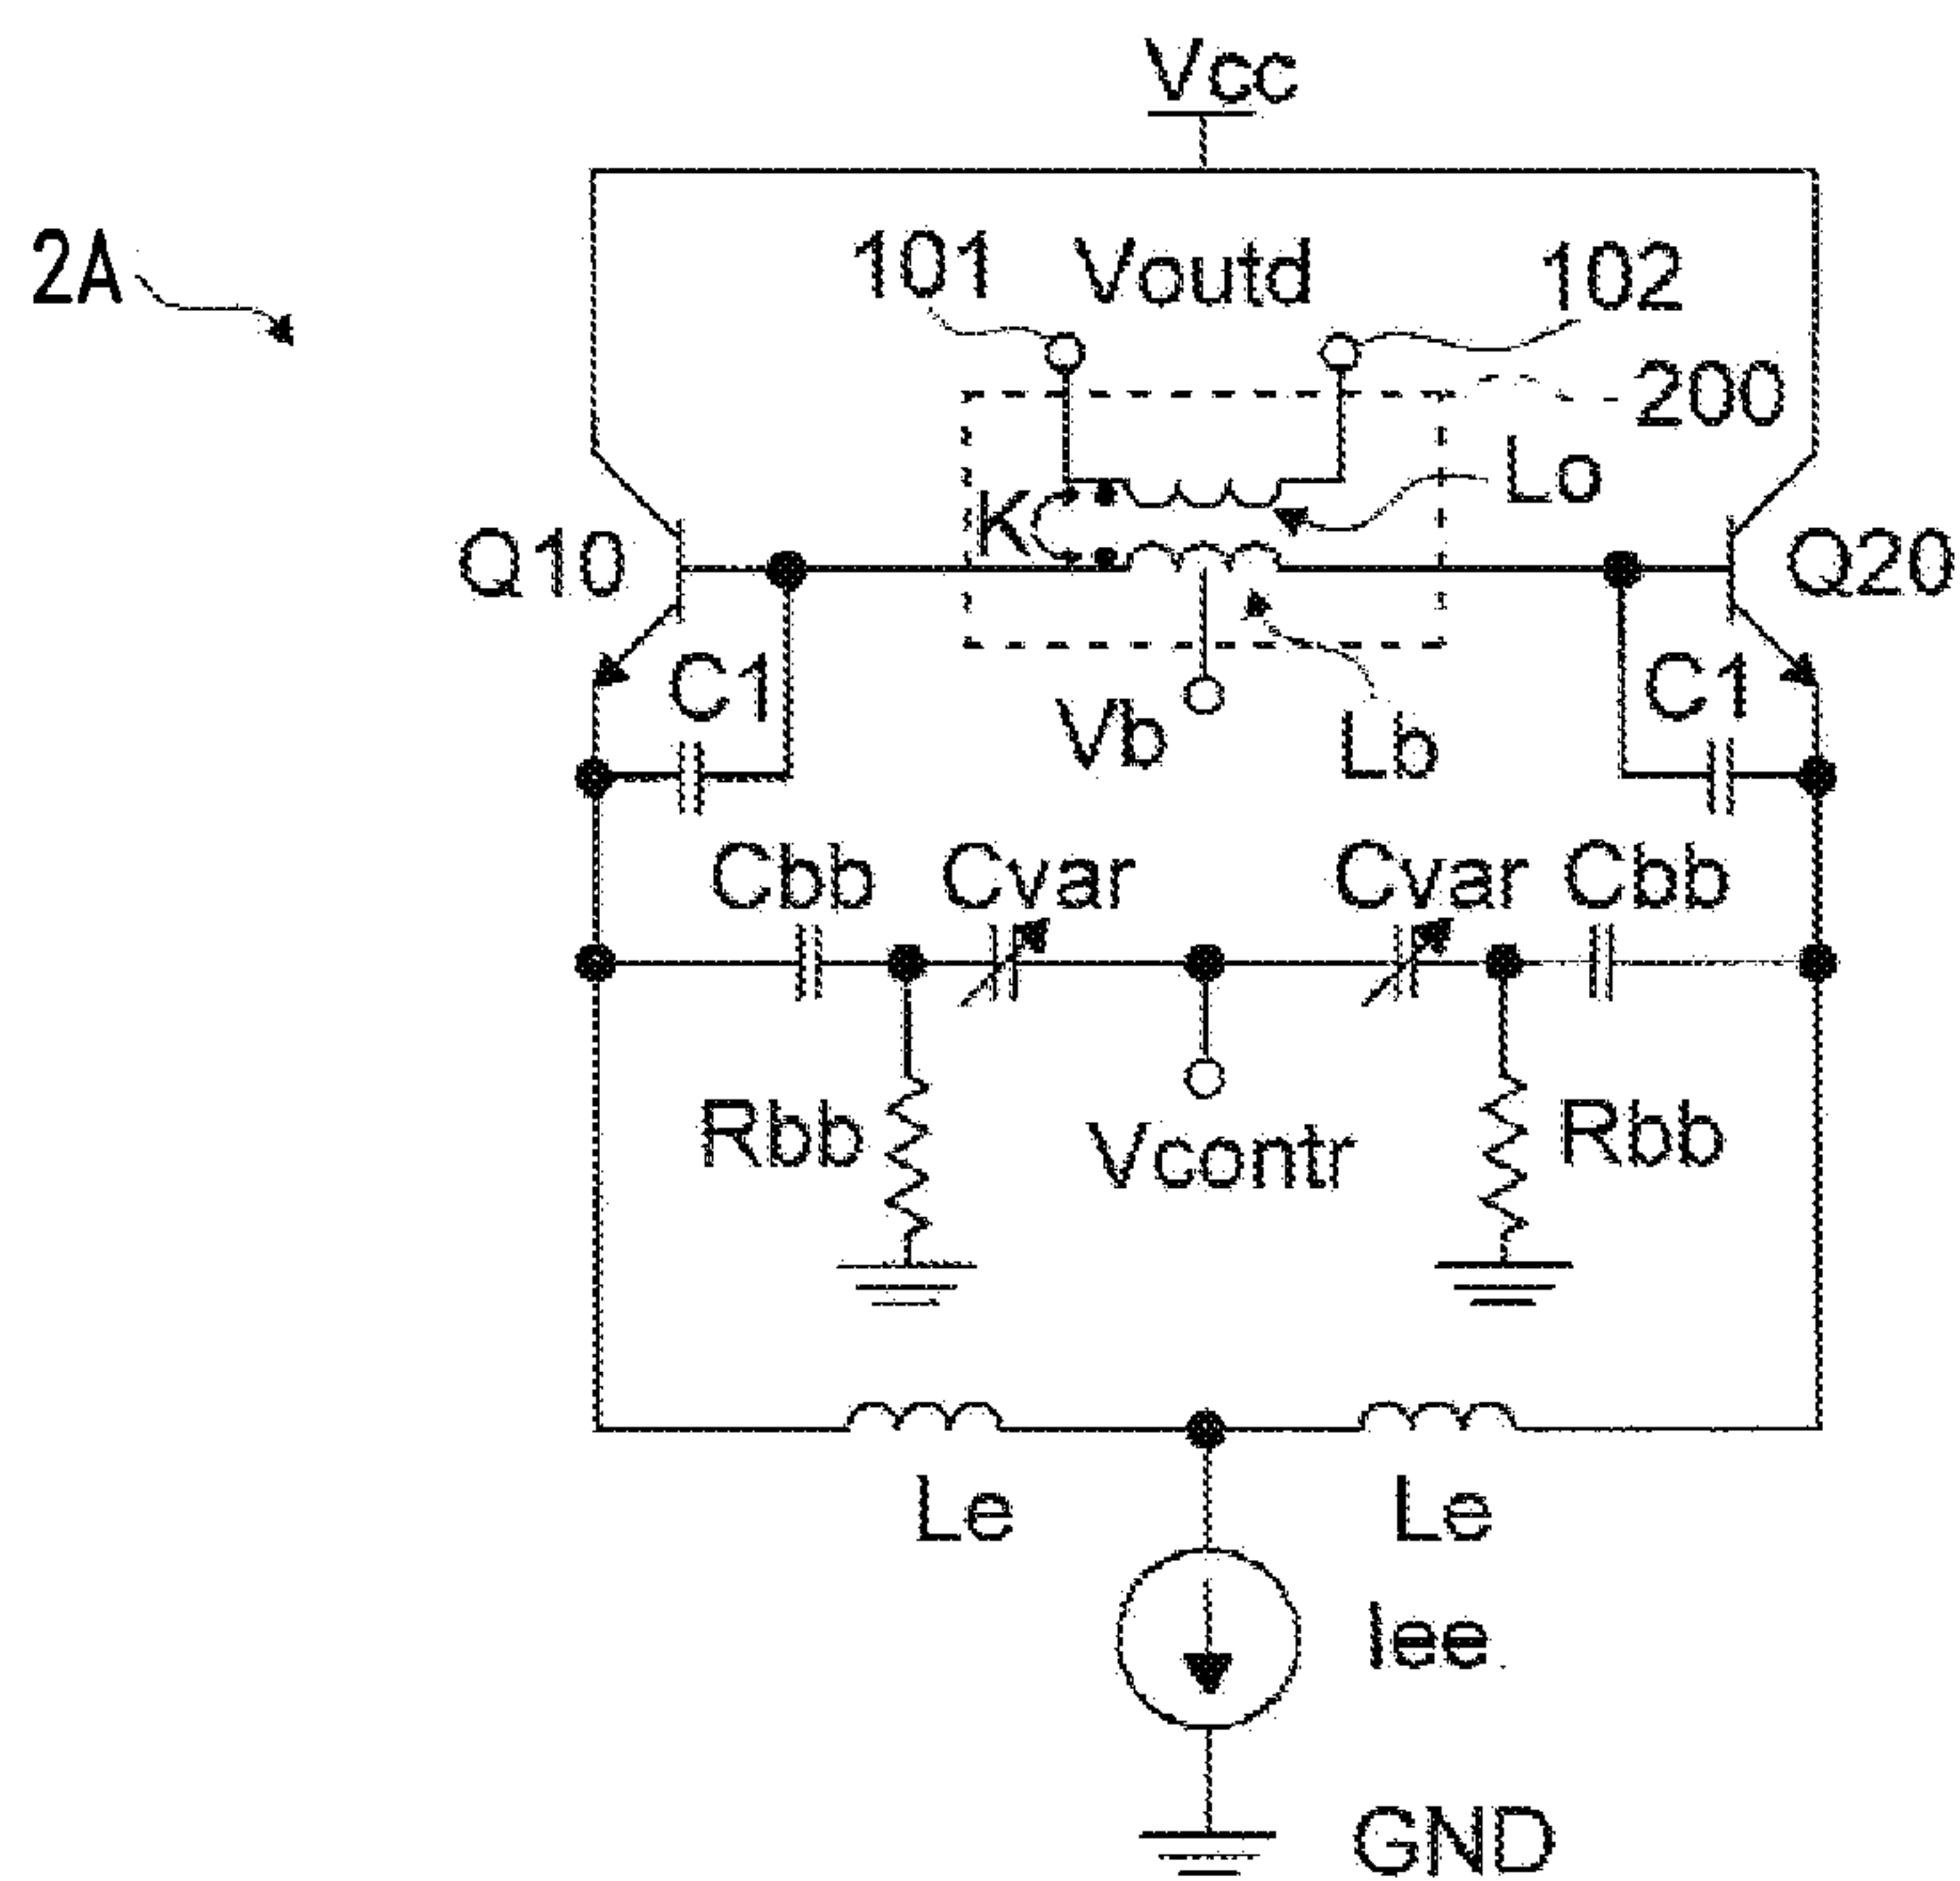 Vcc
2A
101 Voutd 102
200
Lo
K
Q10
Q20
C1
C1
Vb
Lb
Cbb Cvar Cvar Cbb
Rbb
Vcontr
Rbb
Le
Le
Iee
GND